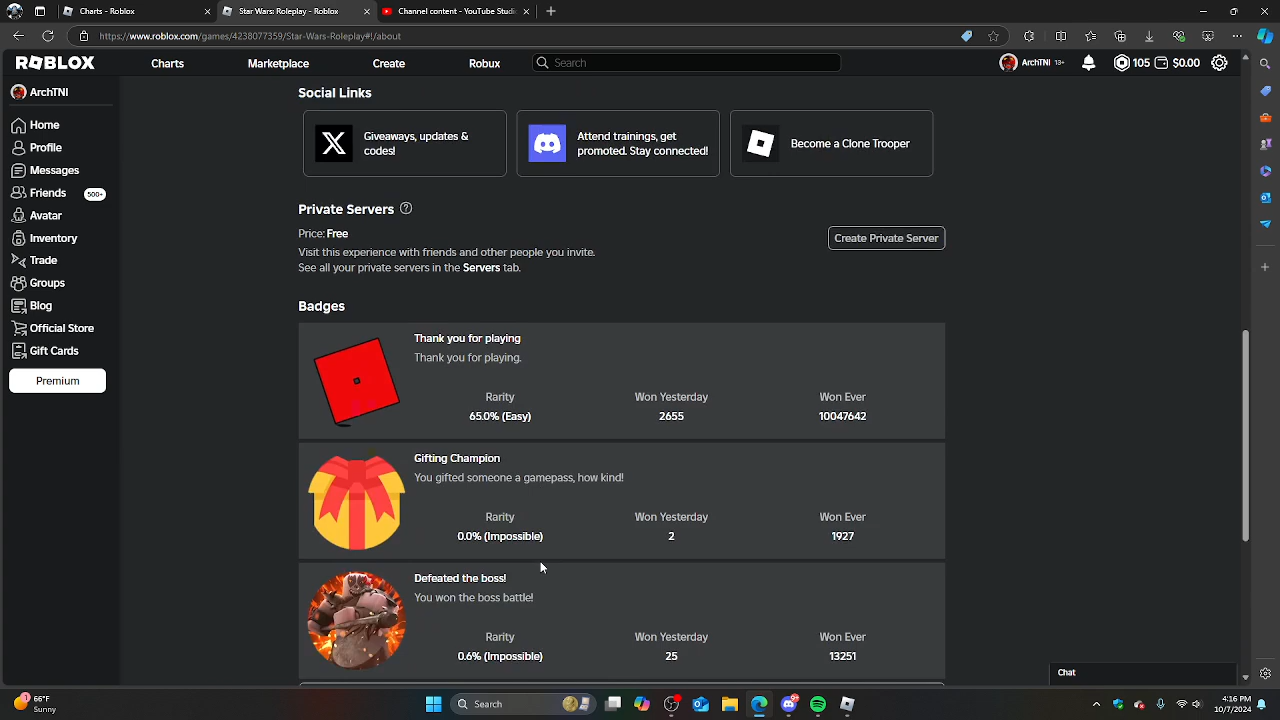 Charts - Roblox
Star Wars Roleplay - Roblox
Channel content - YouTube Studio
https://www.roblox.com/games/4238077359/Star-Wars-Roleplay#!/about
ROBLOX
Charts
Marketplace
Create
Robux
Search
ArchTNI 13+
105
$0.00
ArchTNI
Home
Profile
Messages
Friends
500+
Avatar
Inventory
Trade
Groups
Blog
Official Store
Gift Cards
Premium
Social Links
Giveaways, updates &
codes!
Attend trainings, get
promoted. Stay connected!
Become a Clone Trooper
Private Servers
Price: Free
Create Private Server
Visit this experience with friends and other people you invite.
See all your private servers in the Servers tab.
Badges
Thank you for playing
Thank you for playing.
Rarity Won Yesterday Won Ever
65.0% (Easy) 2655 10047642
Gifting Champion
You gifted someone a gamepass, how kind!
Rarity Won Yesterday Won Ever
0.0% (Impossible) 2 1927
Defeated the boss!
You won the boss battle!
Rarity Won Yesterday Won Ever
0.6% (Impossible) 25 13251
Chat
66°F
Sunny
Search
4:16 PM
10/7/2024